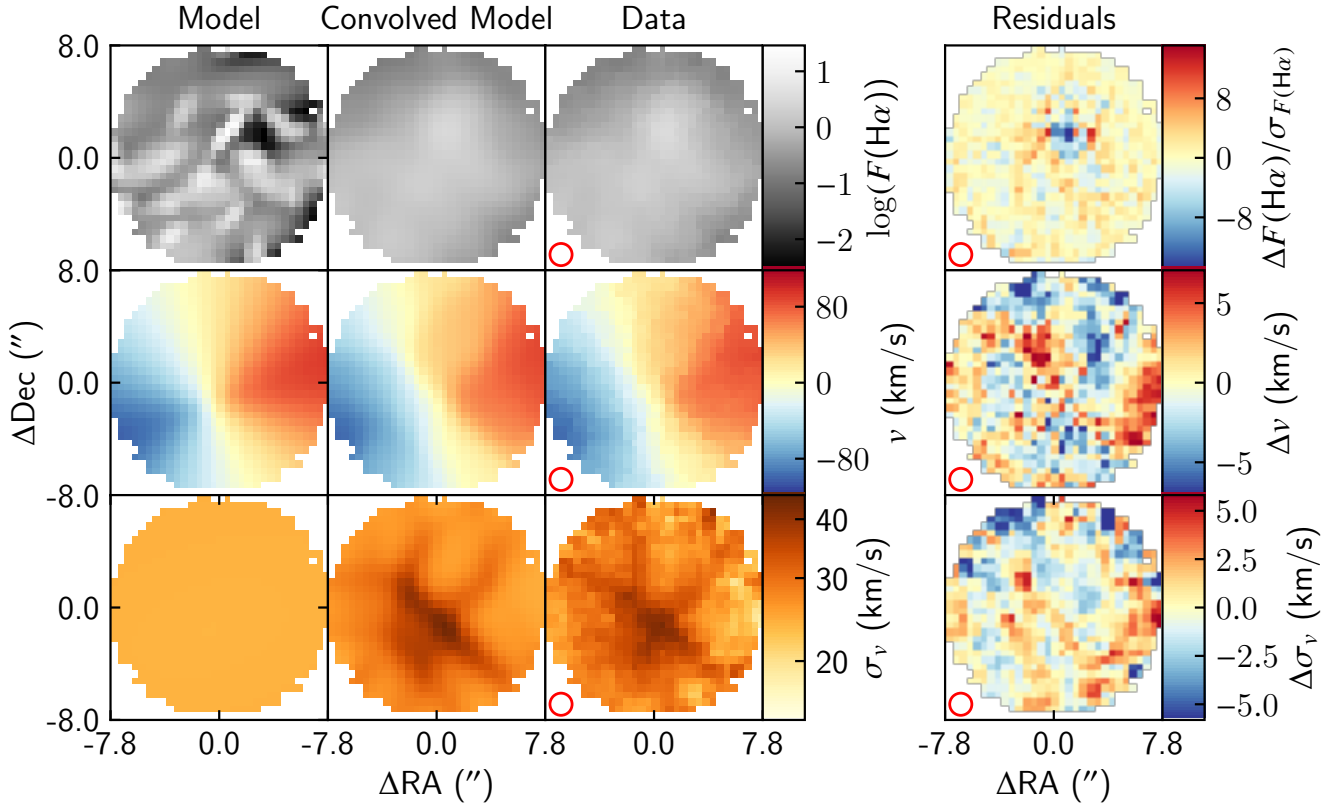 Model Convolved Model Data Residuals
8.0
0.0
1
0
−1
−2
log(F(Hα))
8
0
−8
ΔF(Hα)/σF(Hα)
8.0
0.0
ΔDec (″)
80
0
−80
v (km/s)
5
0
−5
Δv (km/s)
-8.0
0.0
-8.0
40
30
20
σv (km/s)
5.0
2.5
0.0
−2.5
−5.0
Δσv (km/s)
-7.8 0.0 -7.8 0.0 7.8 0.0 7.8 -7.8 0.0 7.8
ΔRA (″) ΔRA (″)